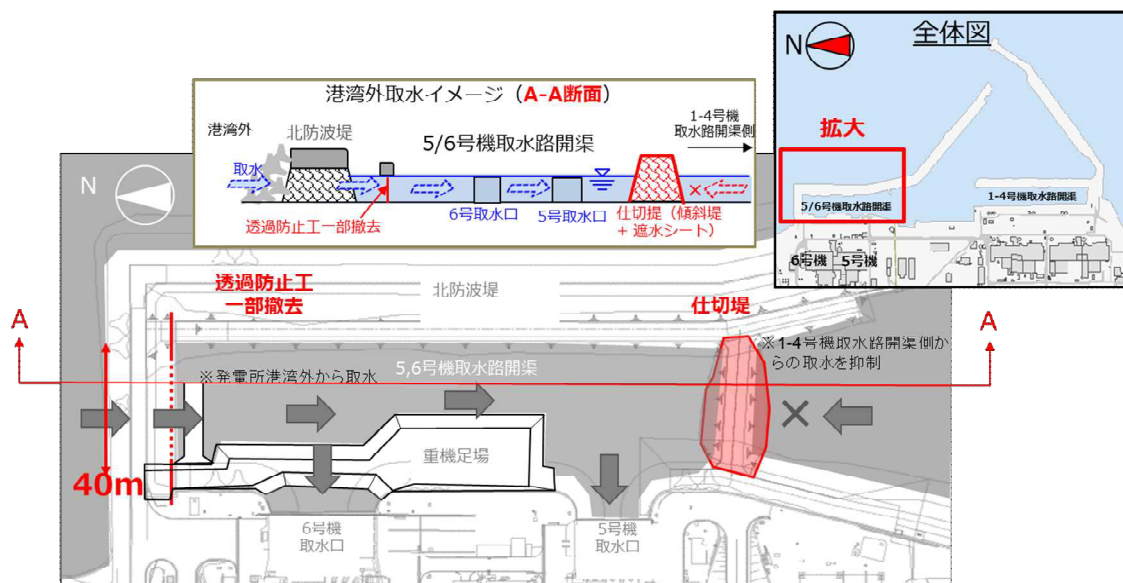 全体図
N
拡大
5/6号機取水路開渠
1-4号機取水路開渠
6号機
5号機
港湾外取水イメージ（A-A断面）
港湾外
北防波堤
5/6号機取水路開渠
1-4号機
取水路開渠側
取水
透過防止工一部撤去
6号取水口
5号取水口
仕切堤（傾斜堤
+ 遮水シート）
N
透過防止工
一部撤去
北防波堤
仕切堤
A
A
※1-4号機取水路開渠側か
らの取水を抑制
5,6号機取水路開渠
※発電所港湾外から取水
40m
重機足場
6号機
取水口
5号機
取水口